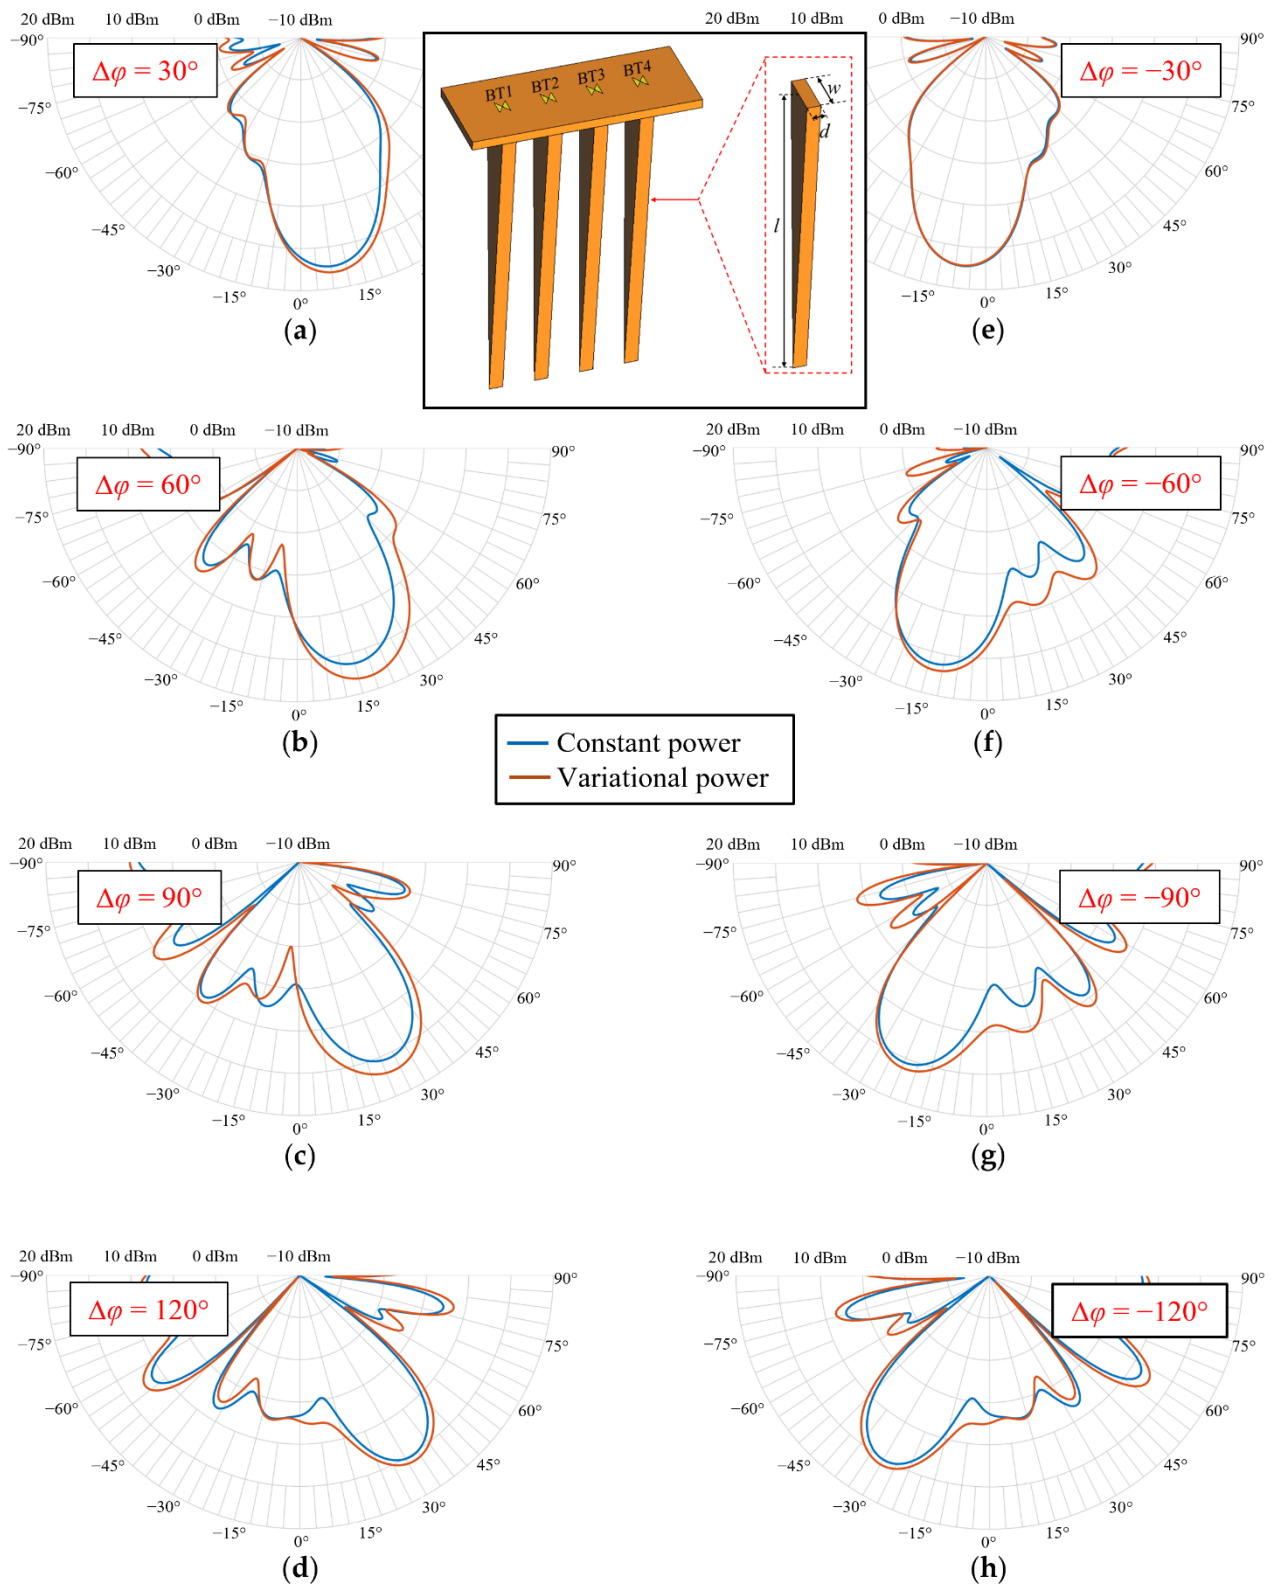 20 dBm 10 dBm 0 dBm −10 dBm
−90°
Δφ = 30°
−75°
−60°
−45°
−30°
−15°
0°
15°
(a)
BT1 BT2 BT3 BT4
w
d
l
20 dBm 10 dBm 0 dBm −10 dBm
90°
Δφ = −30°
75°
60°
45°
30°
15°
0°
−15°
(e)
20 dBm 10 dBm 0 dBm −10 dBm
−90° 90°
Δφ = 60°
−75° 75°
−60° 60°
−45° 45°
−30° 30°
−15° 15°
0°
(b)
20 dBm 10 dBm 0 dBm −10 dBm
−90° 90°
Δφ = −60°
−75° 75°
−60° 60°
−45° 45°
−30° 30°
−15° 15°
0°
(f)
Constant power
Variational power
20 dBm 10 dBm 0 dBm −10 dBm
−90° 90°
Δφ = 90°
−75° 75°
−60° 60°
−45° 45°
−30° 30°
−15° 15°
0°
(c)
20 dBm 10 dBm 0 dBm −10 dBm
−90° 90°
Δφ = −90°
−75° 75°
−60° 60°
−45° 45°
−30° 30°
−15° 15°
0°
(g)
20 dBm 10 dBm 0 dBm −10 dBm
−90° 90°
Δφ = 120°
−75° 75°
−60° 60°
−45° 45°
−30° 30°
−15° 15°
0°
(d)
20 dBm 10 dBm 0 dBm −10 dBm
−90° 90°
Δφ = −120°
−75° 75°
−60° 60°
−45° 45°
−30° 30°
−15° 15°
0°
(h)